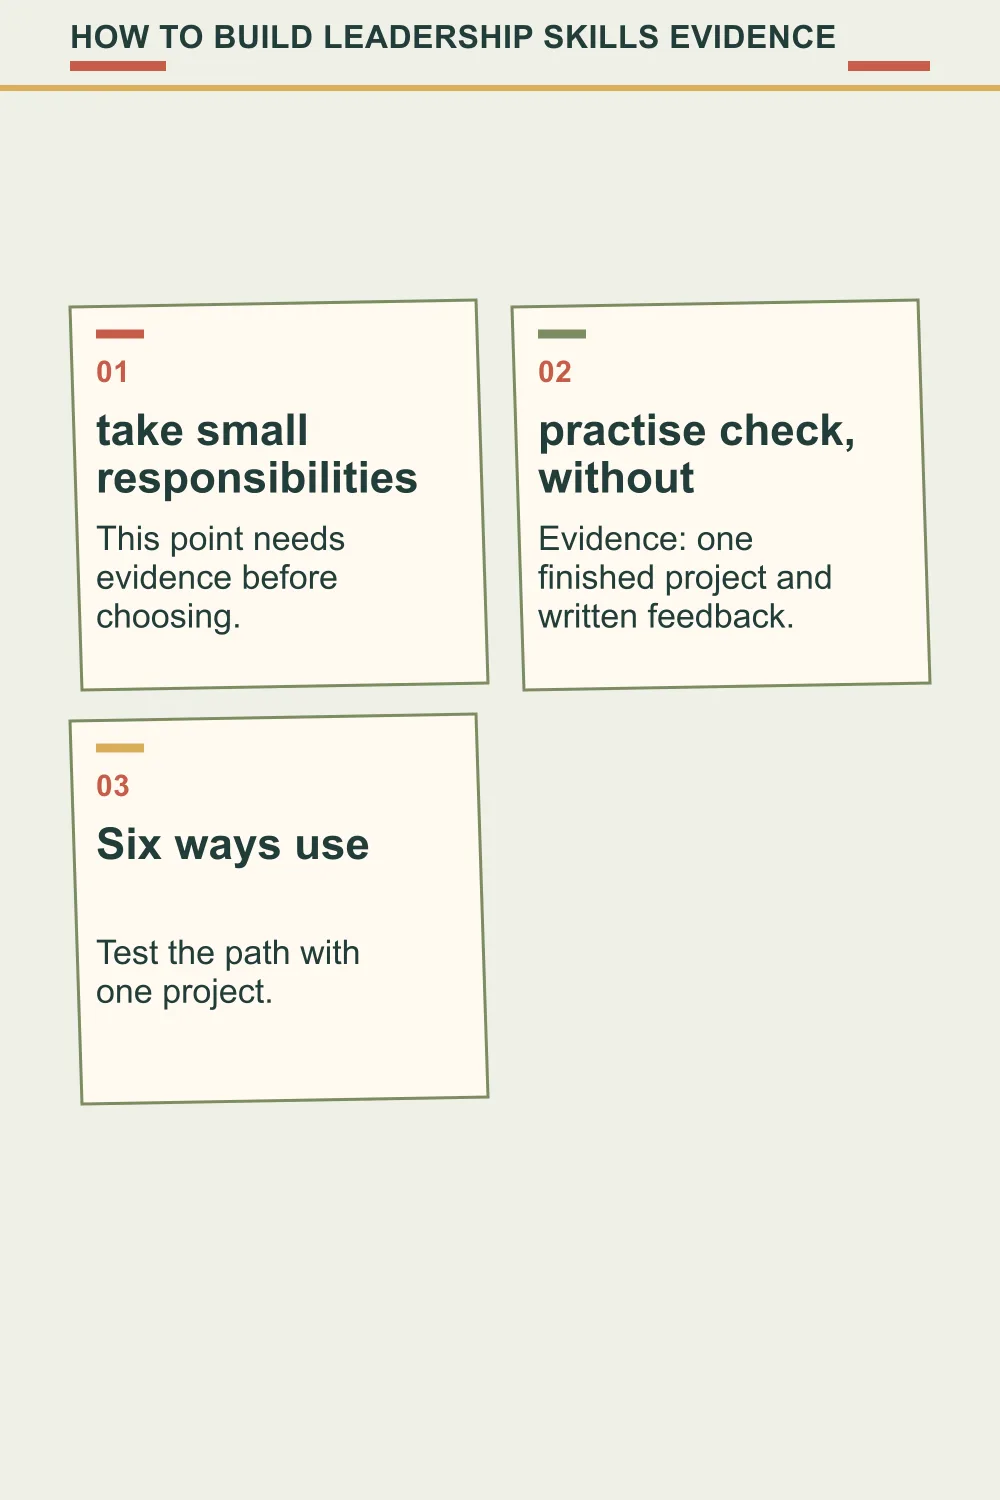 HOW TO BUILD LEADERSHIP SKILLS EVIDENCE
01
take small
responsibilities
This point needs
evidence before
choosing.
02
practise check,
without
Evidence: one
finished project and
written feedback.
03
Six ways use
Test the path with
one project.